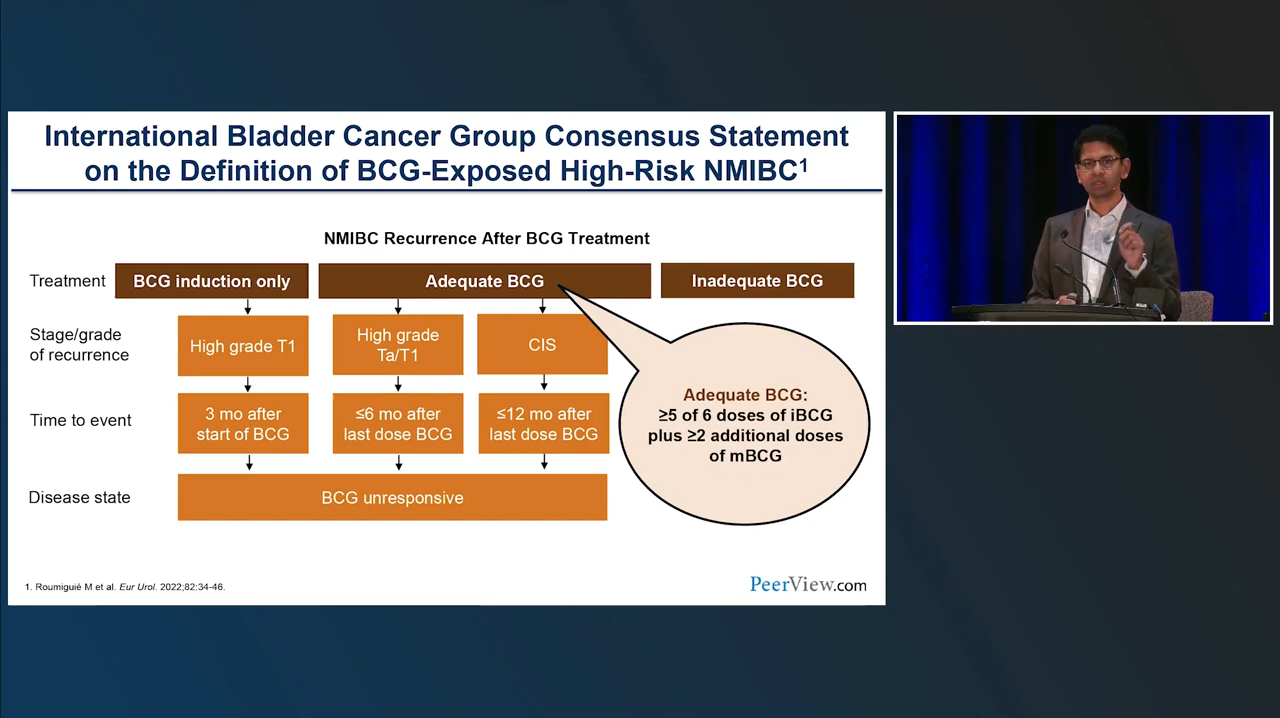 International Bladder Cancer Group Consensus Statement
on the Definition of BCG-Exposed High-Risk NMIBC1
NMIBC Recurrence After BCG Treatment
Treatment
BCG induction only
Adequate BCG
Inadequate BCG
Stage/grade
of recurrence
High grade T1
High grade
Ta/T1
CIS
Time to event
3 mo after
start of BCG
≤6 mo after
last dose BCG
≤12 mo after
last dose BCG
Adequate BCG:
≥5 of 6 doses of iBCG
plus ≥2 additional doses
of mBCG
Disease state
BCG unresponsive
1. Roumiguié M et al. Eur Urol. 2022;82:34-46.
PeerView.com